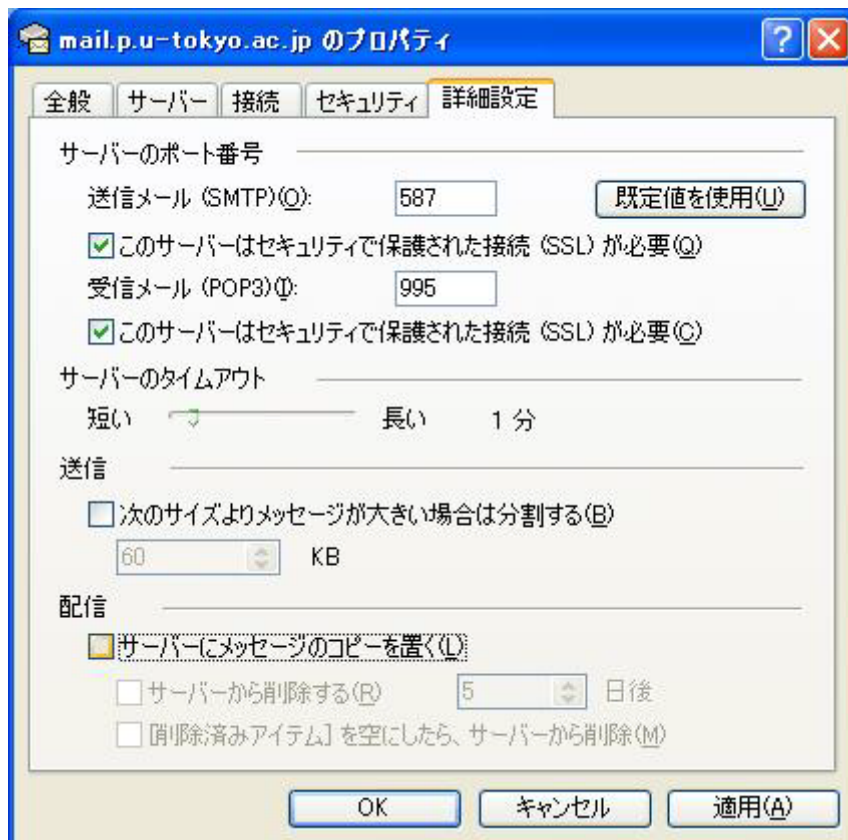 mail.p.u-tokyo.ac.jp のプロパティ
全般 サーバー 接続 セキュリティ 詳細設定
サーバーのポート番号
送信メール (SMTP)(O): 587 既定値を使用(U)
このサーバーはセキュリティで保護された接続 (SSL) が必要(Q)
受信メール (POP3)(I): 995
このサーバーはセキュリティで保護された接続 (SSL) が必要(C)
サーバーのタイムアウト
短い 長い 1 分
送信
次のサイズよりメッセージが大きい場合は分割する(B)
60 KB
配信
サーバーにメッセージのコピーを置く(L)
サーバーから削除する(R) 5 日後
[削除済みアイテム] を空にしたら、サーバーから削除(M)
OK キャンセル 適用(A)